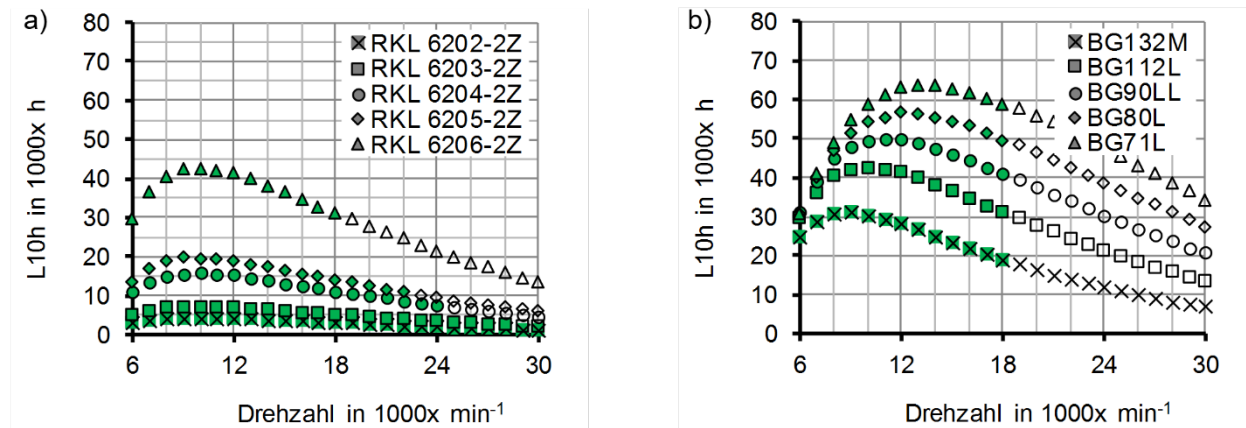 a)
80
70
60
50
40
30
20
10
0
L10h in 1000x h
RKL 6202-2Z
RKL 6203-2Z
RKL 6204-2Z
RKL 6205-2Z
RKL 6206-2Z
6 12 18 24 30
Drehzahl in 1000x min⁻¹
b)
80
70
60
50
40
30
20
10
0
L10h in 1000x h
BG132M
BG112L
BG90LL
BG80L
BG71L
6 12 18 24 30
Drehzahl in 1000x min⁻¹